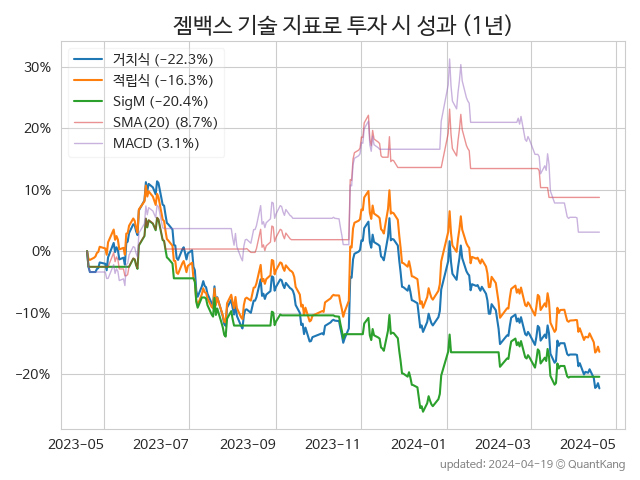 젬백스 기술 지표로 투자 시 성과 (1년)
거치식 (−22.3%)
적립식 (−16.3%)
SigM (−20.4%)
SMA(20) (8.7%)
MACD (3.1%)
30%
20%
10%
0%
−10%
−20%
2023-05 2023-07 2023-09 2023-11 2024-01 2024-03 2024-05
updated: 2024-04-19 © QuantKang